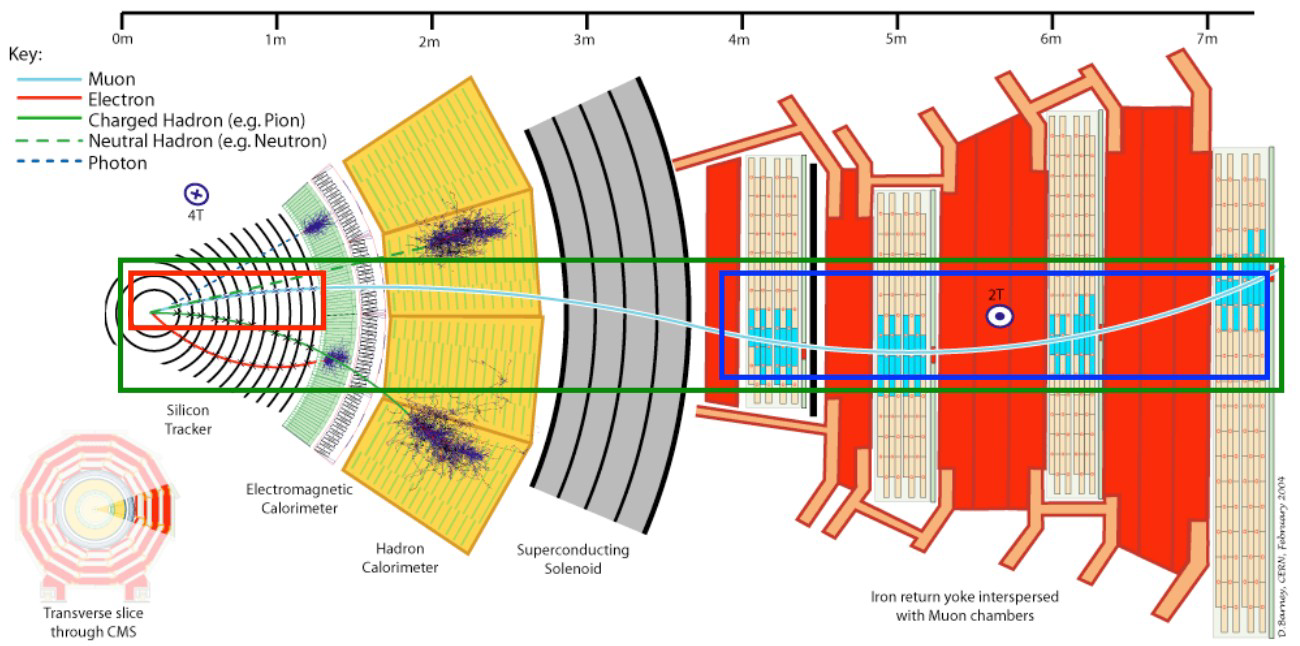 0m 1m 2m 3m 4m 5m 6m 7m
Key:
Muon
Electron
Charged Hadron (e.g. Pion)
Neutral Hadron (e.g. Neutron)
Photon
4T
2T
Silicon
Tracker
Electromagnetic
Calorimeter
Hadron
Calorimeter
Superconducting
Solenoid
Iron return yoke interspersed
with Muon chambers
Transverse slice
through CMS
D. Barney, CERN, February 2004